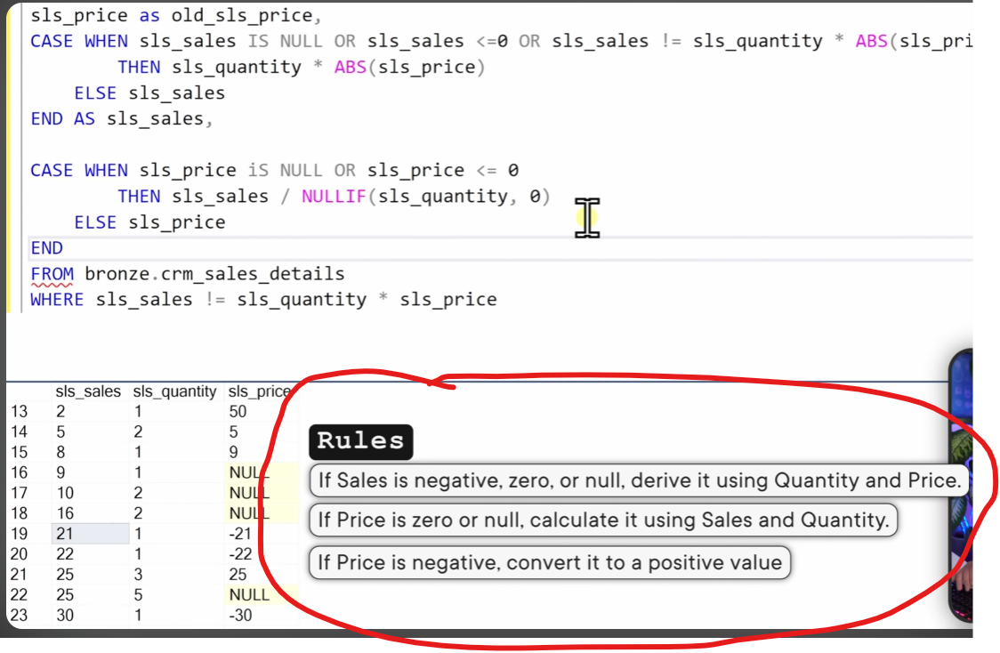 sls_price as old_sls_price,
CASE WHEN sls_sales IS NULL OR sls_sales <=0 OR sls_sales != sls_quantity * ABS(sls_pri
THEN sls_quantity * ABS(sls_price)
ELSE sls_sales
END AS sls_sales,
CASE WHEN sls_price iS NULL OR sls_price <= 0
THEN sls_sales / NULLIF(sls_quantity, 0)
ELSE sls_price
END
FROM bronze.crm_sales_details
WHERE sls_sales != sls_quantity * sls_price
sls_sales sls_quantity sls_price
13 2 1 50
14 5 2 5
15 8 1 9
16 9 1 NULL
17 10 2 NULL
18 16 2 NULL
19 21 1 -21
20 22 1 -22
21 25 3 25
22 25 5 NULL
23 30 1 -30
Rules
If Sales is negative, zero, or null, derive it using Quantity and Price.
If Price is zero or null, calculate it using Sales and Quantity.
If Price is negative, convert it to a positive value